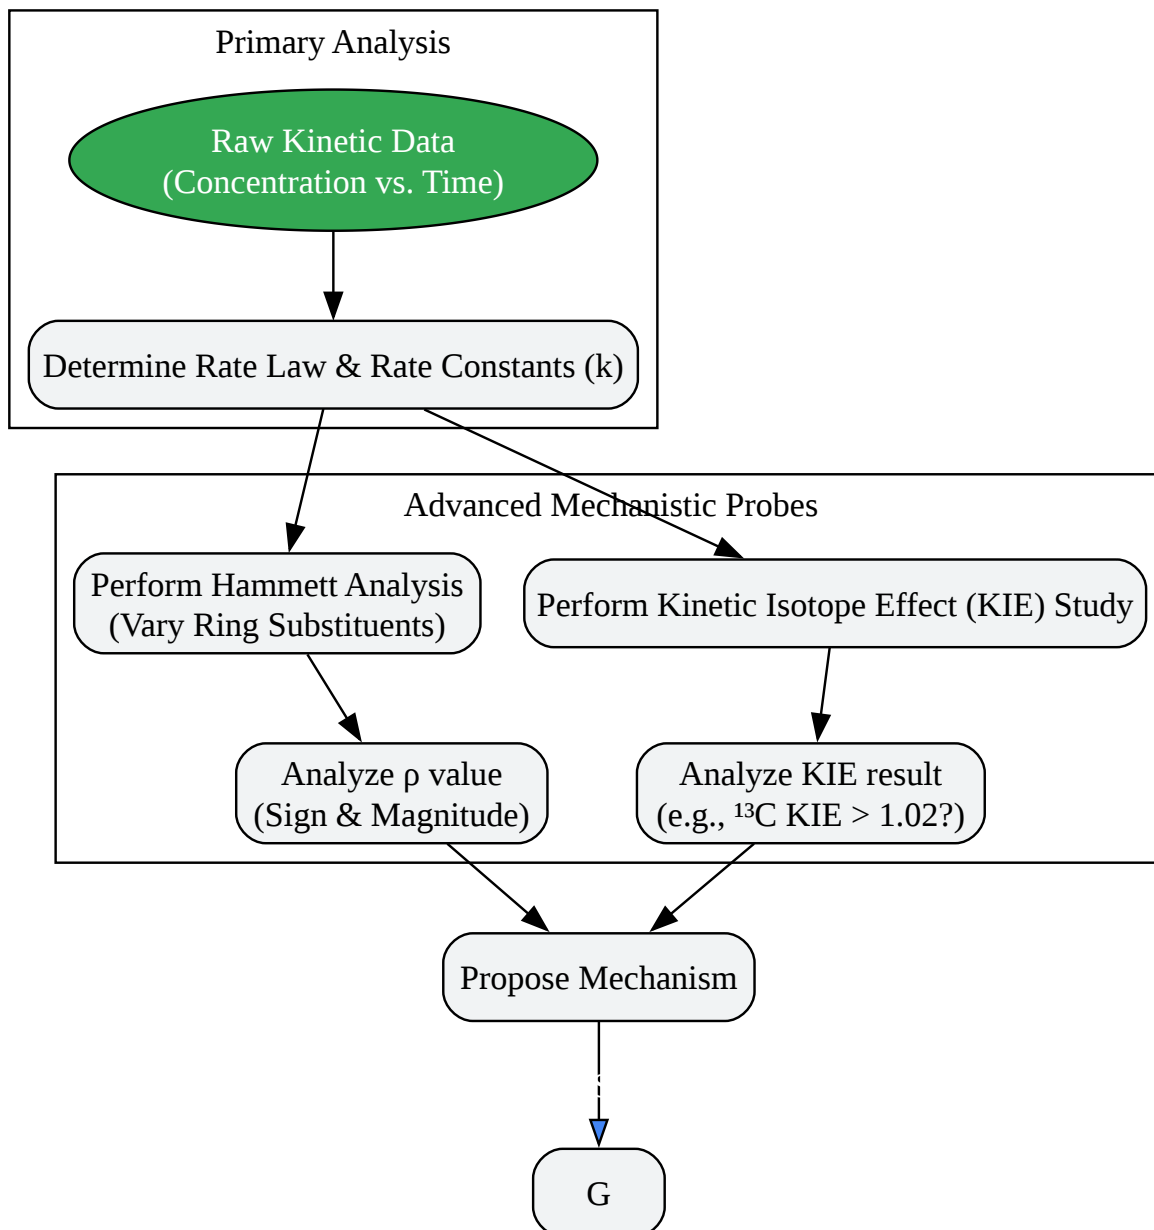 Primary Analysis
Raw Kinetic Data
(Concentration vs. Time)
Determine Rate Law & Rate Constants (k)
Advanced Mechanistic Probes
Perform Hammett Analysis
(Vary Ring Substituents)
Perform Kinetic Isotope Effect (KIE) Study
Analyze ρ value
(Sign & Magnitude)
Analyze KIE result
(e.g., ¹³C KIE > 1.02?)
Propose Mechanism
G